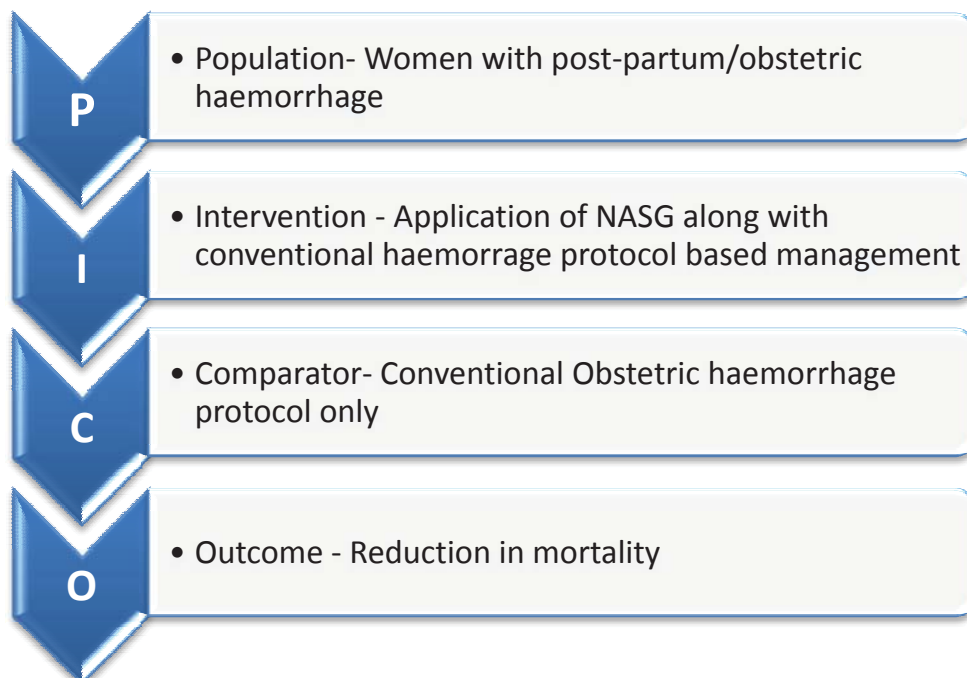 P
• Population- Women with post-partum/obstetric
haemorrhage
I
• Intervention - Application of NASG along with
conventional haemorrage protocol based management
C
• Comparator- Conventional Obstetric haemorrhage
protocol only
O
• Outcome - Reduction in mortality